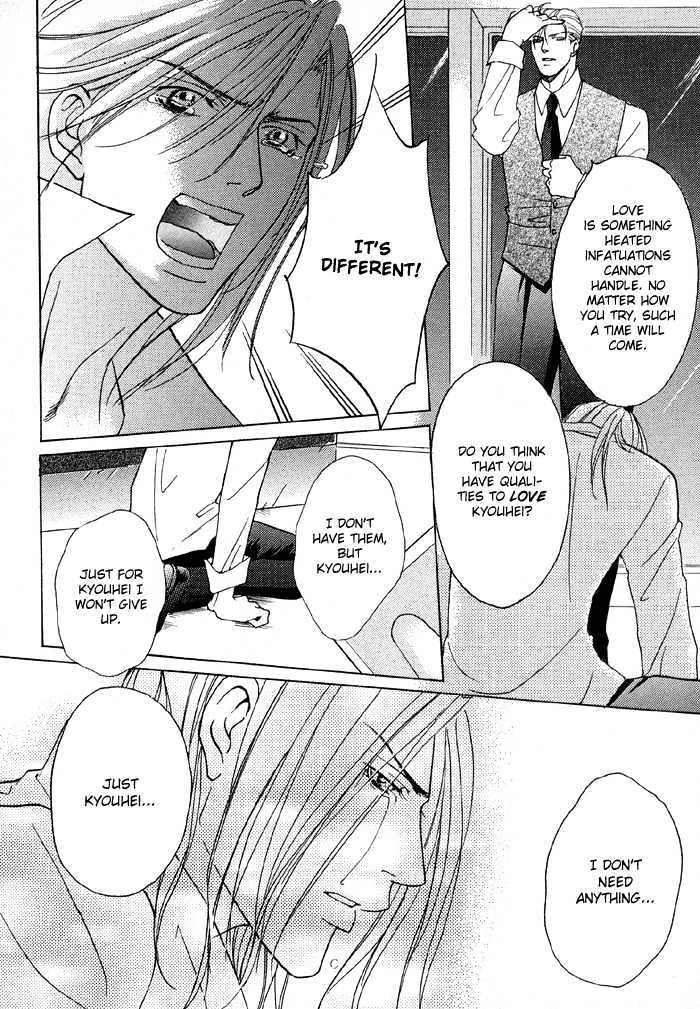 LOVE
IS SOMETHING
HEATED
INFATUATIONS
CANNOT
HANDLE. NO
MATTER HOW
YOU TRY, SUCH
A TIME WILL
COME.
DO YOU THINK
THAT YOU
HAVE QUALI-
TIES TO LOVE
KYOUHEI?
IT'S
DIFFERENT!
I DON'T
HAVE THEM,
BUT
KYOUHEI...
JUST FOR
KYOUHEI I
WON'T GIVE
UP.
I DON'T
NEED
ANYTHING...
JUST
KYOUHEI...